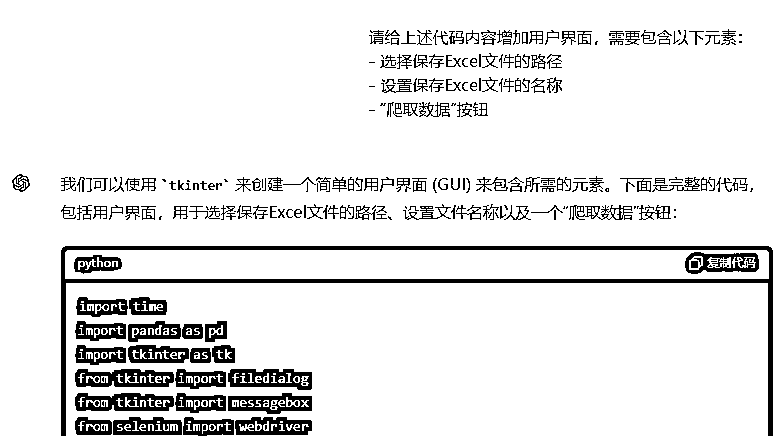 请给上述代码内容增加用户界面，需要包含以下元素：
- 选择保存Excel文件的路径
- 设置保存Excel文件的名称
- “爬取数据”按钮
我们可以使用 `tkinter` 来创建一个简单的用户界面 (GUI) 来包含所需的元素。下面是完整的代码，
包括用户界面，用于选择保存Excel文件的路径、设置文件名称以及一个“爬取数据”按钮：
python 复制代码
import time
import pandas as pd
import tkinter as tk
from tkinter import filedialog
from tkinter import messagebox
from selenium import webdriver